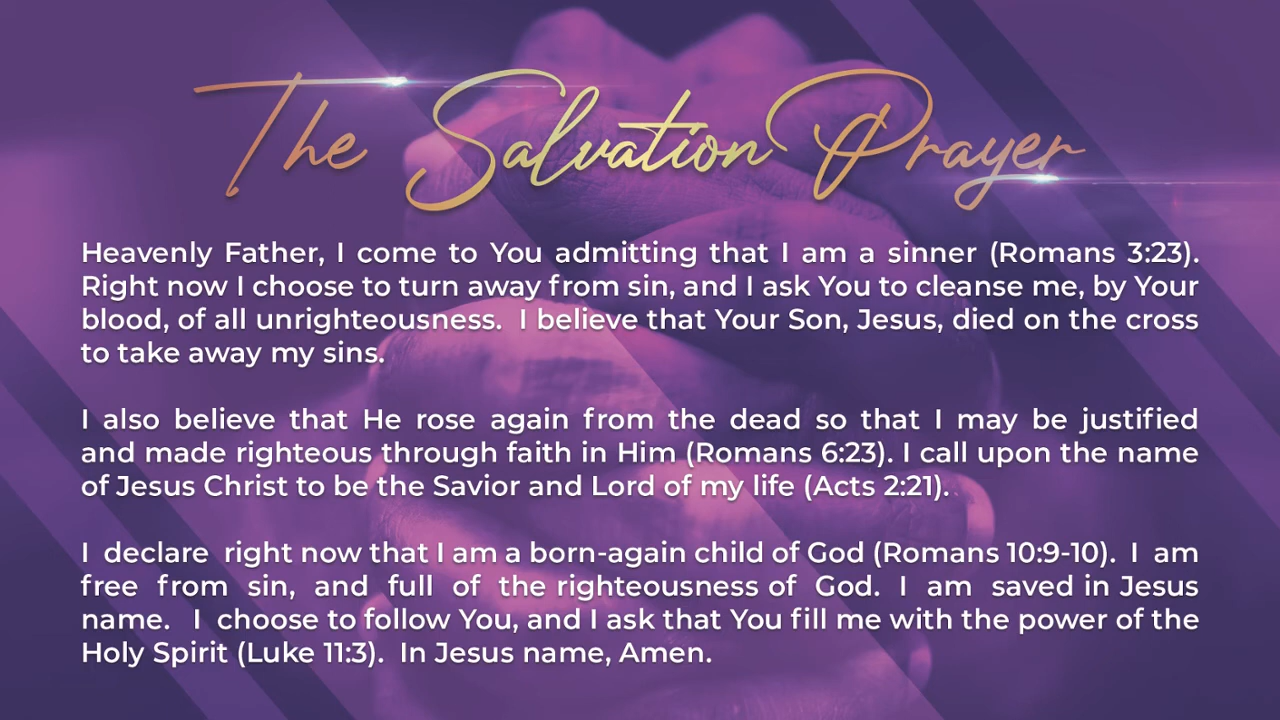 The Salvation Prayer
Heavenly Father, I come to You admitting that I am a sinner (Romans 3:23).
Right now I choose to turn away from sin, and I ask You to cleanse me, by Your
blood, of all unrighteousness. I believe that Your Son, Jesus, died on the cross
to take away my sins.
I also believe that He rose again from the dead so that I may be justified
and made righteous through faith in Him (Romans 6:23). I call upon the name
of Jesus Christ to be the Savior and Lord of my life (Acts 2:21).
I declare right now that I am a born-again child of God (Romans 10:9-10). I am
free from sin, and full of the righteousness of God. I am saved in Jesus
name. I choose to follow You, and I ask that You fill me with the power of the
Holy Spirit (Luke 11:3). In Jesus name, Amen.